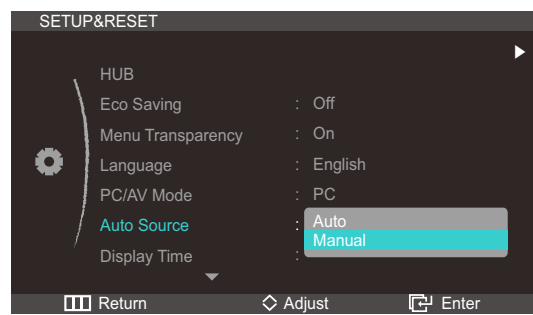 SETUP&RESET
HUB
Eco Saving : Off
Menu Transparency : On
Language : English
PC/AV Mode : PC
Auto Source : Auto
Manual
Display Time :
Return Adjust Enter